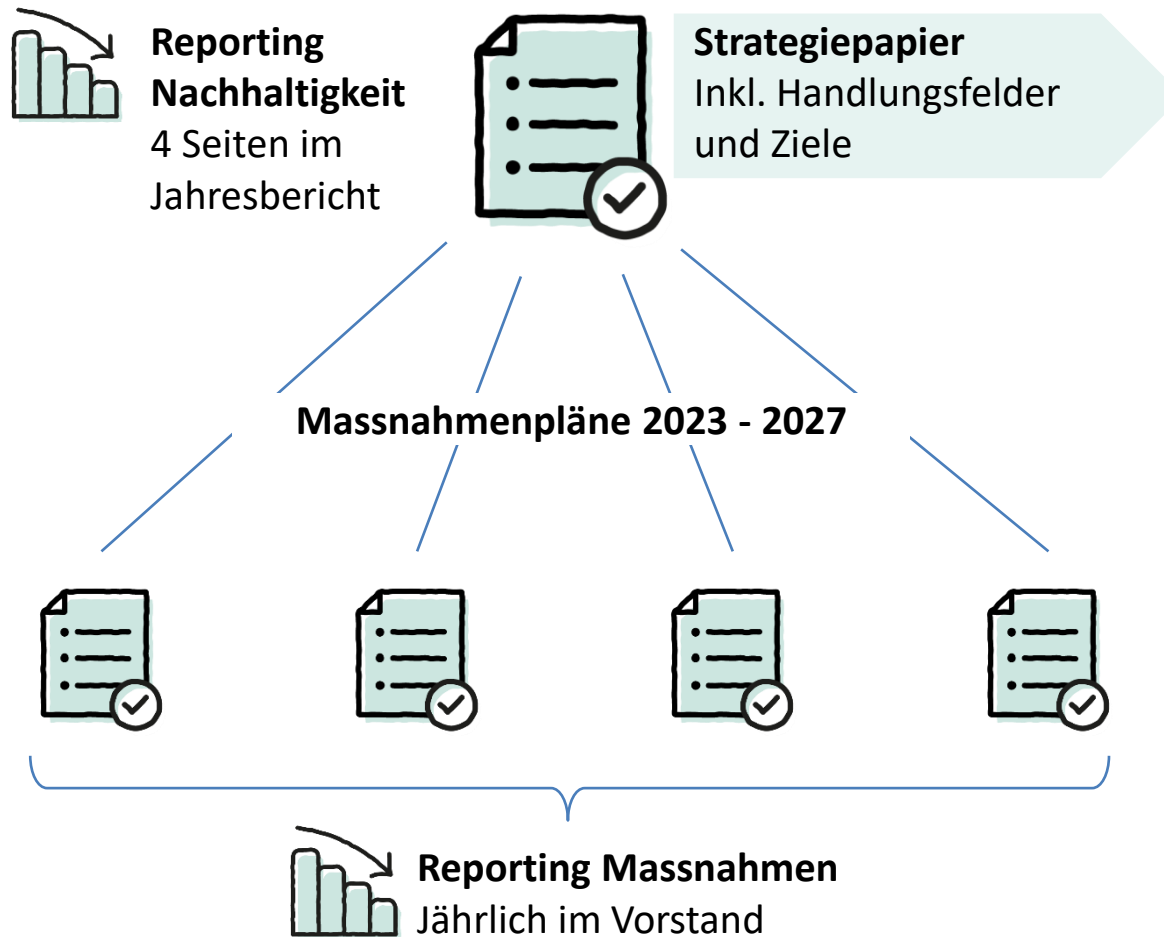 Reporting
Nachhaltigkeit
4 Seiten im
Jahresbericht
Strategiepapier
Inkl. Handlungsfelder
und Ziele
Massnahmenpläne 2023 - 2027
Reporting Massnahmen
Jährlich im Vorstand